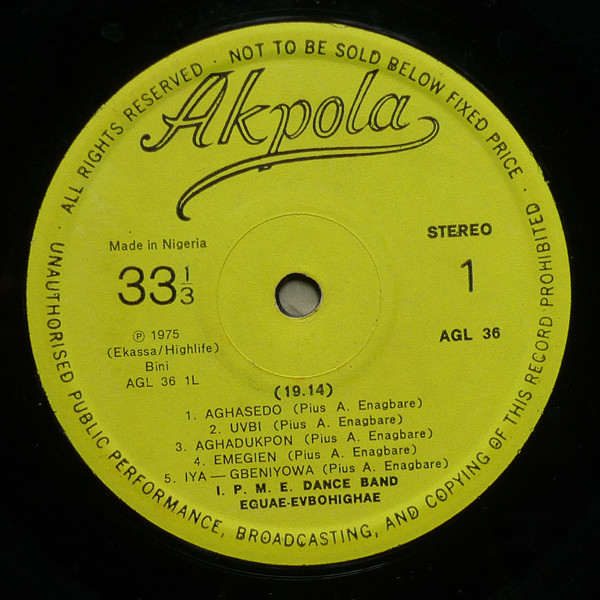 · ALL RIGHTS RESERVED · NOT TO BE SOLD BELOW FIXED PRICE ·
UNAUTHORISED PUBLIC PERFORMANCE, BROADCASTING, AND COPYING OF THIS RECORD PROHIBITED
Akpola
Made in Nigeria
33 1/3
STEREO
1
℗ 1975
(Ekassa/Highlife)
Bini
AGL 36 1L
AGL 36
(19.14)
1. AGHASEDO (Pius A. Enagbare)
2. UVBI (Pius A. Enagbare)
3. AGHADUKPON (Pius A. Enagbare)
4. EMEGIEN (Pius A. Enagbare)
5. IYA — GBENIYOWA (Pius A. Enagbare)
I. P. M. E. DANCE BAND
EGUAE-EVBOHIGHAE